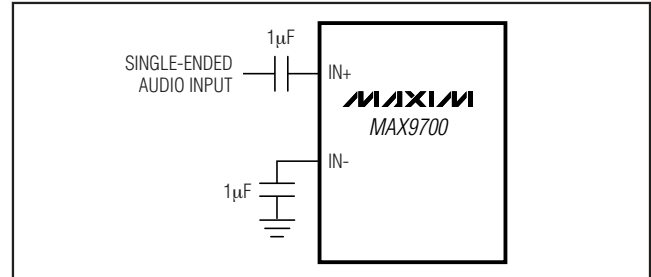 1μF
SINGLE-ENDED
AUDIO INPUT
IN+
MAXIM
MAX9700
IN-
1μF